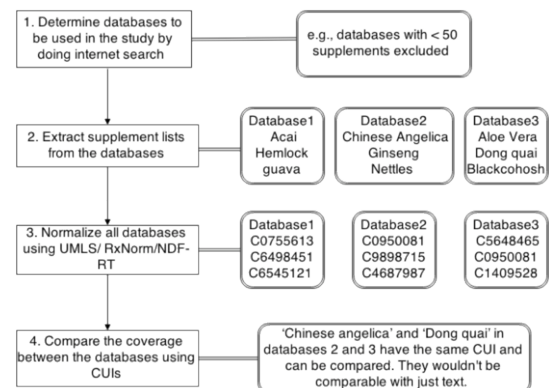 1. Determine databases to
be used in the study by
doing internet search
e.g., databases with < 50
supplements excluded
2. Extract supplement lists
from the databases
Database1
Acai
Hemlock
guava
Database2
Chinese Angelica
Ginseng
Nettles
Database3
Aloe Vera
Dong quai
Blackcohosh
3. Normalize all databases
using UMLS/ RxNorm/NDF-
RT
Database1
C0755613
C6498451
C6545121
Database2
C0950081
C9898715
C4687987
Database3
C5648465
C0950081
C1409528
4. Compare the coverage
between the databases using
CUIs
‘Chinese angelica’ and ‘Dong quai’ in
databases 2 and 3 have the same CUI and
can be compared. They wouldn't be
comparable with just text.